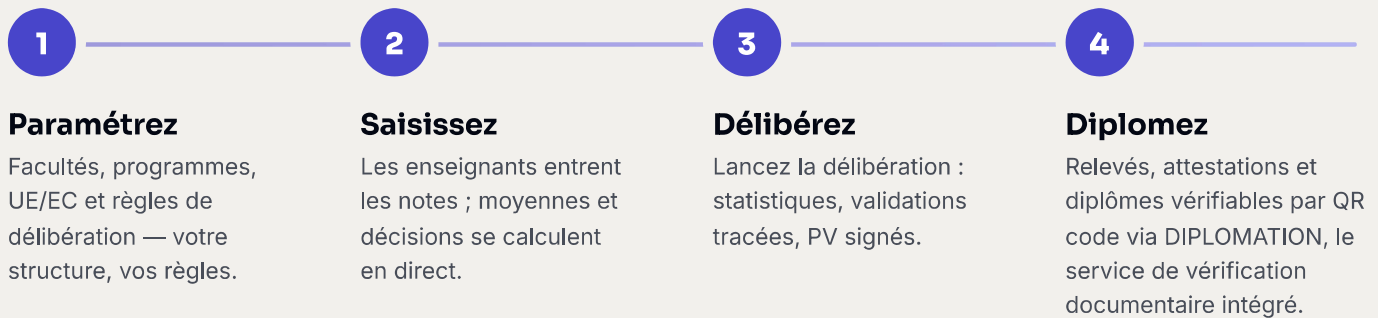 1
Paramétrez
Facultés, programmes,
UE/EC et règles de
délibération — votre
structure, vos règles.
2
Saisissez
Les enseignants entrent
les notes ; moyennes et
décisions se calculent
en direct.
3
Délibérez
Lancez la délibération :
statistiques, validations
tracées, PV signés.
4
Diplomez
Relevés, attestations et
diplômes vérifiables par QR
code via DIPLOMATION, le
service de vérification
documentaire intégré.